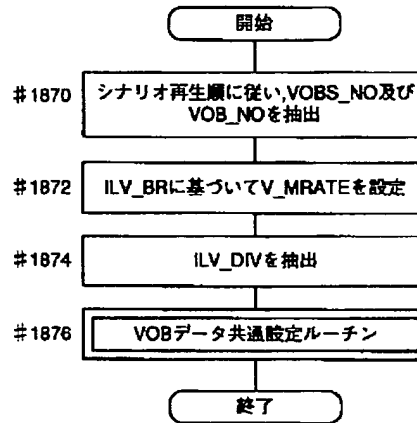 開始
#1870
シナリオ再生順に従い,VOBS_NO及び
VOB_NOを抽出
#1872
ILV_BRに基づいてV_MRATEを設定
#1874
ILV_DIVを抽出
#1876
VOBデータ共通設定ルーチン
終了